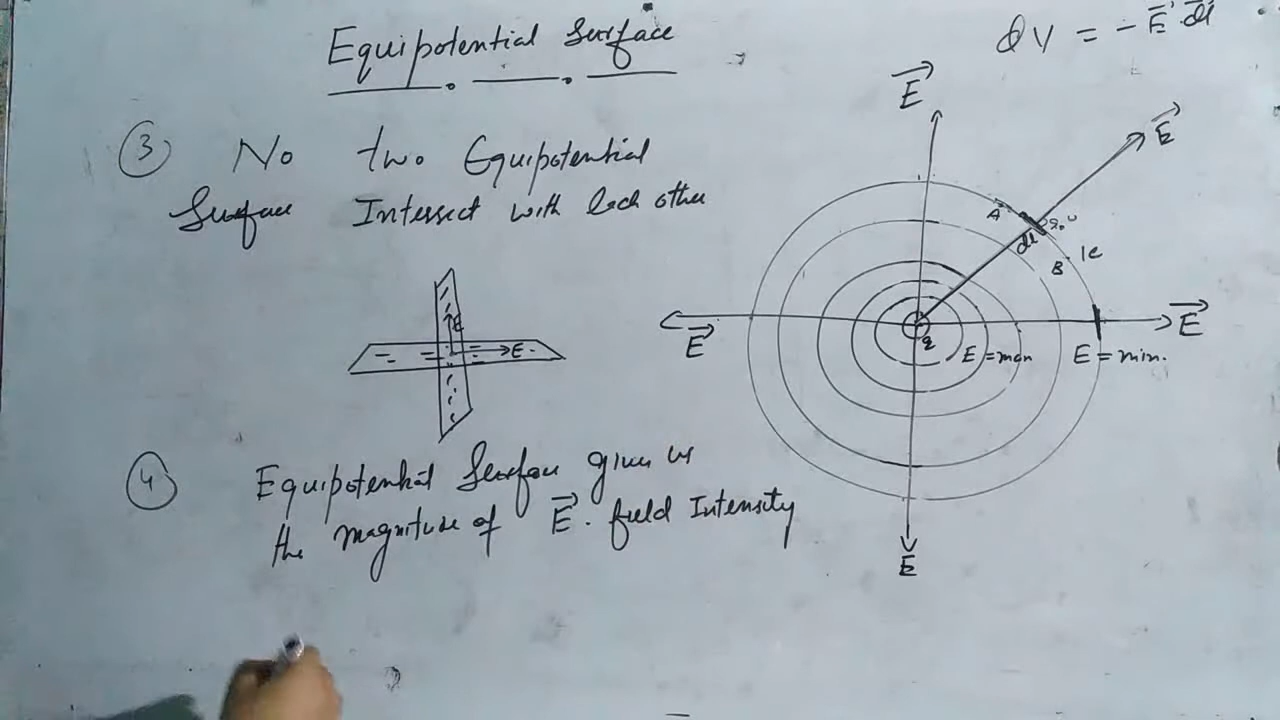 Equipotential Surface
dV = - E⃗ . dl⃗
③ No two Equipotential
Surface Intersect with Each other
E
E
④ Equipotential Surface gives us
the magnitude of E⃗. field Intensity
E⃗
E⃗
A
90°
dl
B
E⃗
E⃗
q
E = max
E = min.
E